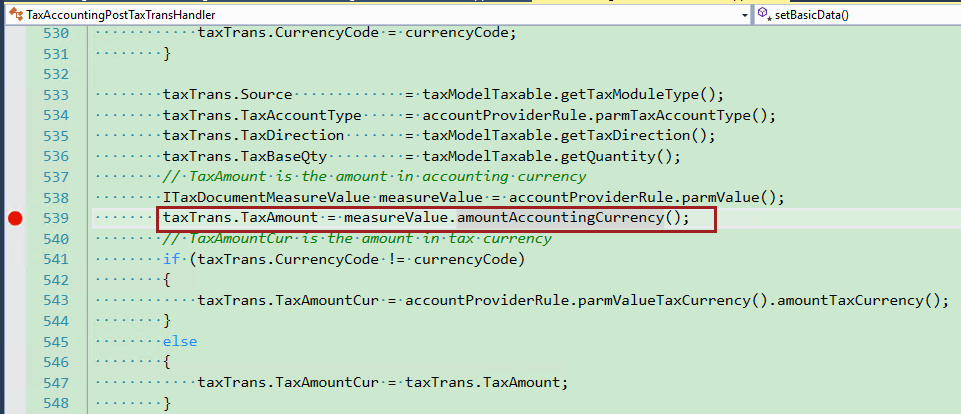 TaxAccountingPostTaxTransHandler setBasicData()
530 taxTrans.CurrencyCode = currencyCode;
531 }
532
533 taxTrans.Source = taxModelTaxable.getTaxModuleType();
534 taxTrans.TaxAccountType = accountProviderRule.parmTaxAccountType();
535 taxTrans.TaxDirection = taxModelTaxable.getTaxDirection();
536 taxTrans.TaxBaseQty = taxModelTaxable.getQuantity();
537 // TaxAmount is the amount in accounting currency
538 ITaxDocumentMeasureValue measureValue = accountProviderRule.parmValue();
539 taxTrans.TaxAmount = measureValue.amountAccountingCurrency();
540 // TaxAmountCur is the amount in tax currency
541 if (taxTrans.CurrencyCode != currencyCode)
542 {
543 taxTrans.TaxAmountCur = accountProviderRule.parmValueTaxCurrency().amountTaxCurrency();
544 }
545 else
546 {
547 taxTrans.TaxAmountCur = taxTrans.TaxAmount;
548 }